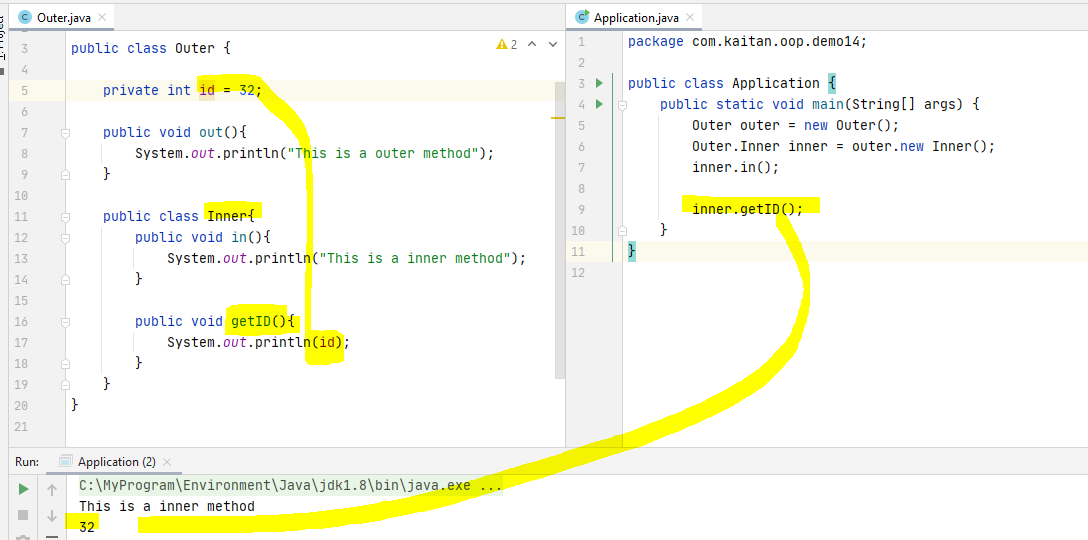 Outer.java
3 public class Outer {
2
4
5 private int id = 32;
6
7 public void out(){
8 System.out.println("This is a outer method");
9 }
10
11 public class Inner{
12 public void in(){
13 System.out.println("This is a inner method");
14 }
15
16 public void getID(){
17 System.out.println(id);
18 }
19 }
20 }
21
Application.java
1 package com.kaitan.oop.demo14;
2
3 public class Application {
4 public static void main(String[] args) {
5 Outer outer = new Outer();
6 Outer.Inner inner = outer.new Inner();
7 inner.in();
8
9 inner.getID();
10 }
11 }
12
Run: Application (2)
C:\MyProgram\Environment\Java\jdk1.8\bin\java.exe ...
This is a inner method
32